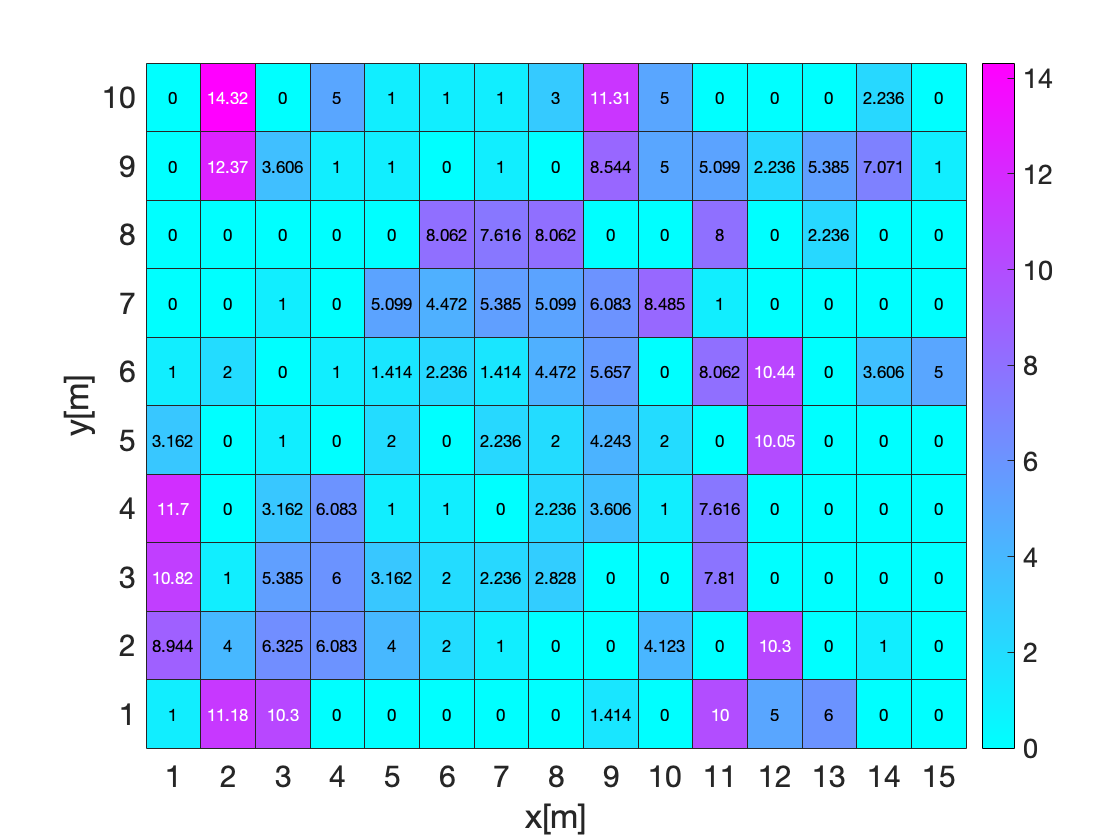 10 0 14.32 0 5 1 1 1 3 11.31 5 0 0 0 2.236 0
9 0 12.37 3.606 1 1 0 1 0 8.544 5 5.099 2.236 5.385 7.071 1
8 0 0 0 0 0 8.062 7.616 8.062 0 0 8 0 2.236 0 0
7 0 0 1 0 5.099 4.472 5.385 5.099 6.083 8.485 1 0 0 0 0
6 1 2 0 1 1.414 2.236 1.414 4.472 5.657 0 8.062 10.44 0 3.606 5
5 3.162 0 1 0 2 0 2.236 2 4.243 2 0 10.05 0 0 0
4 11.7 0 3.162 6.083 1 1 0 2.236 3.606 1 7.616 0 0 0 0
3 10.82 1 5.385 6 3.162 2 2.236 2.828 0 0 7.81 0 0 0 0
2 8.944 4 6.325 6.083 4 2 1 0 0 4.123 0 10.3 0 1 0
1 1 11.18 10.3 0 0 0 0 0 1.414 0 10 5 6 0 0
1 2 3 4 5 6 7 8 9 10 11 12 13 14 15
x[m]
y[m]
14
12
10
8
6
4
2
0